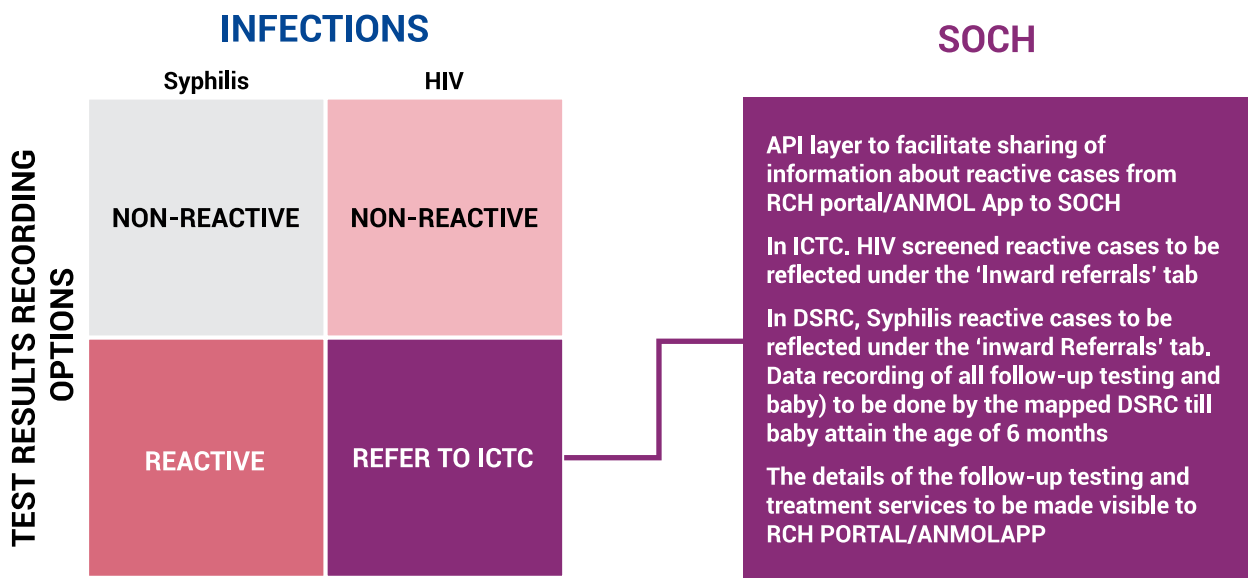 INFECTIONS
Syphilis
HIV
TEST RESULTS RECORDING
OPTIONS
NON-REACTIVE
NON-REACTIVE
REACTIVE
REFER TO ICTC
SOCH
API layer to facilitate sharing of
information about reactive cases from
RCH portal/ANMOL App to SOCH
In ICTC. HIV screened reactive cases to be
reflected under the ‘Inward referrals’ tab
In DSRC, Syphilis reactive cases to be
reflected under the ‘inward Referrals’ tab.
Data recording of all follow-up testing and
baby) to be done by the mapped DSRC till
baby attain the age of 6 months
The details of the follow-up testing and
treatment services to be made visible to
RCH PORTAL/ANMOLAPP